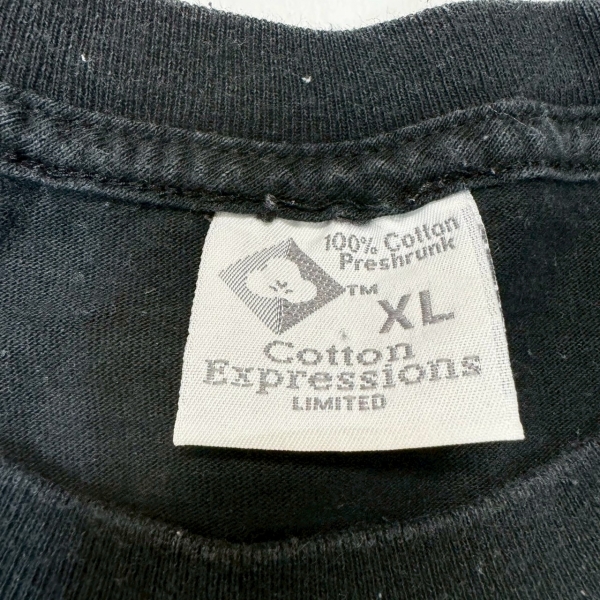 100% Cotton
Preshrunk
™ XL
Cotton
Expressions
LIMITED